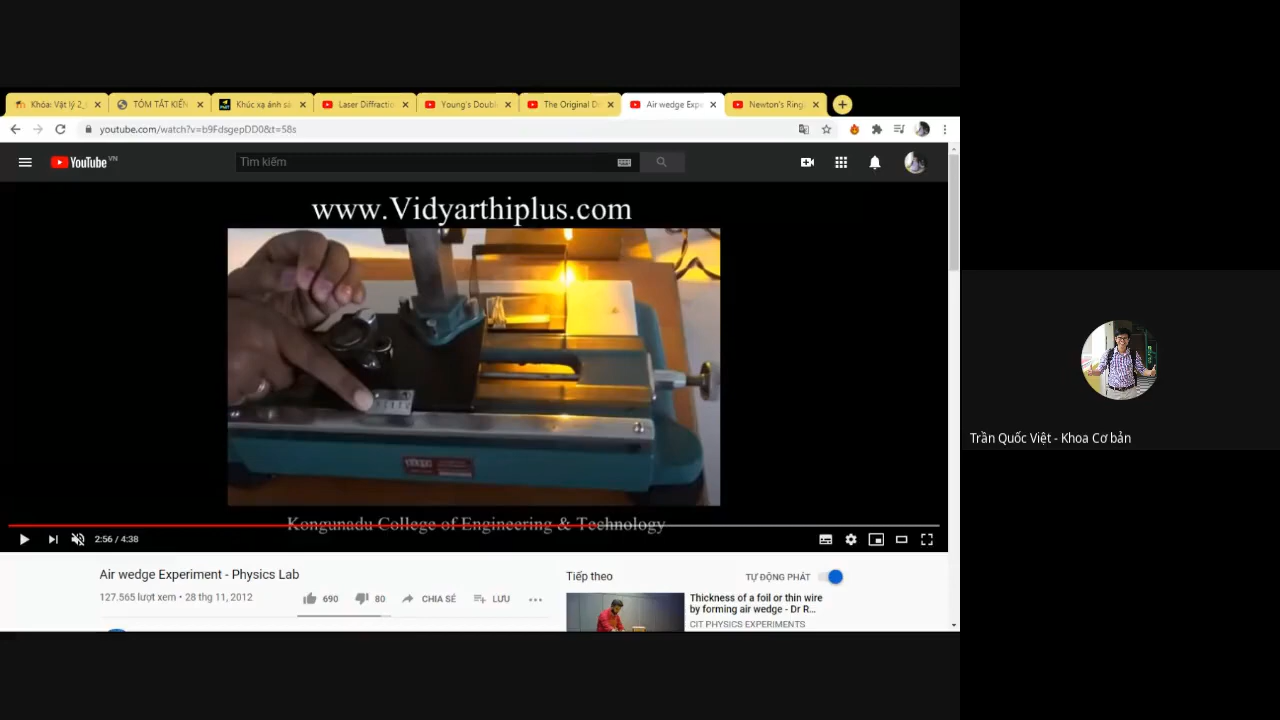 Khóa: Vật lý 2_
TÓM TẮT KIẾN
Khúc xạ ánh sá
Laser Diffractio
Young's Doubl
The Original D
Air wedge Expe
Newton's Ring
youtube.com/watch?v=b9FdsgepDD0&t=58s
YouTube VN
Tìm kiếm
www.Vidyarthiplus.com
Kongunadu College of Engineering & Technology
2:56 / 4:38
Trần Quốc Việt - Khoa Cơ bản
Air wedge Experiment - Physics Lab
127.565 lượt xem • 28 thg 11, 2012
690
80
CHIA SẺ
LƯU
Tiếp theo
TỰ ĐỘNG PHÁT
Thickness of a foil or thin wire
by forming air wedge - Dr R...
CIT PHYSICS EXPERIMENTS